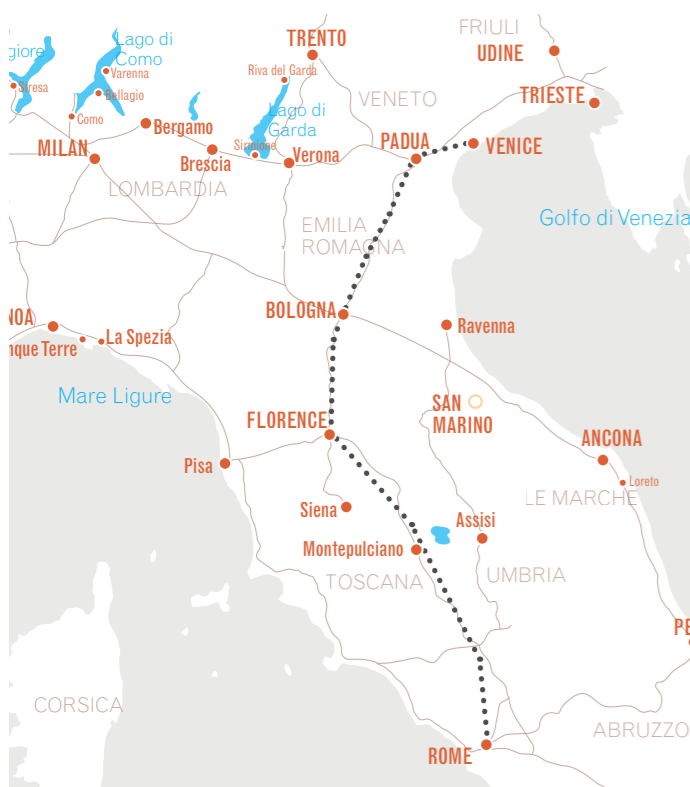 FRIULI
UDINE
TRENTO
Lago di
Como
giore
Varenna
Riva del Garda
Stresa
Bellagio
VENETO
TRIESTE
Como
Lago di
Garda
Bergamo
PADUA
VENICE
MILAN
Sirmione
Verona
Brescia
LOMBARDIA
Golfo di Venezia
EMILIA
ROMAGNA
BOLOGNA
NOA
Ravenna
La Spezia
nque Terre
Mare Ligure
SAN
MARINO
FLORENCE
ANCONA
Pisa
Loreto
LE MARCHE
Siena
Assisi
Montepulciano
TOSCANA
UMBRIA
PE
CORSICA
ABRUZZO
ROME